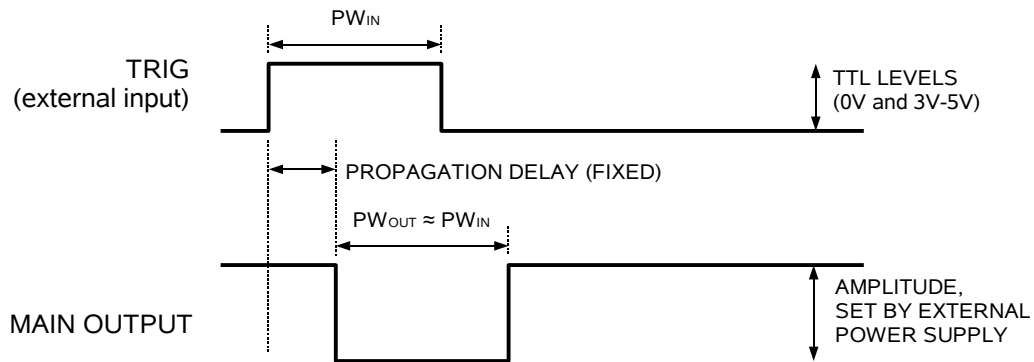 PWIN
TRIG
(external input)
TTL LEVELS
(0V and 3V-5V)
PROPAGATION DELAY (FIXED)
PWOUT ≈ PWIN
MAIN OUTPUT
AMPLITUDE,
SET BY EXTERNAL
POWER SUPPLY